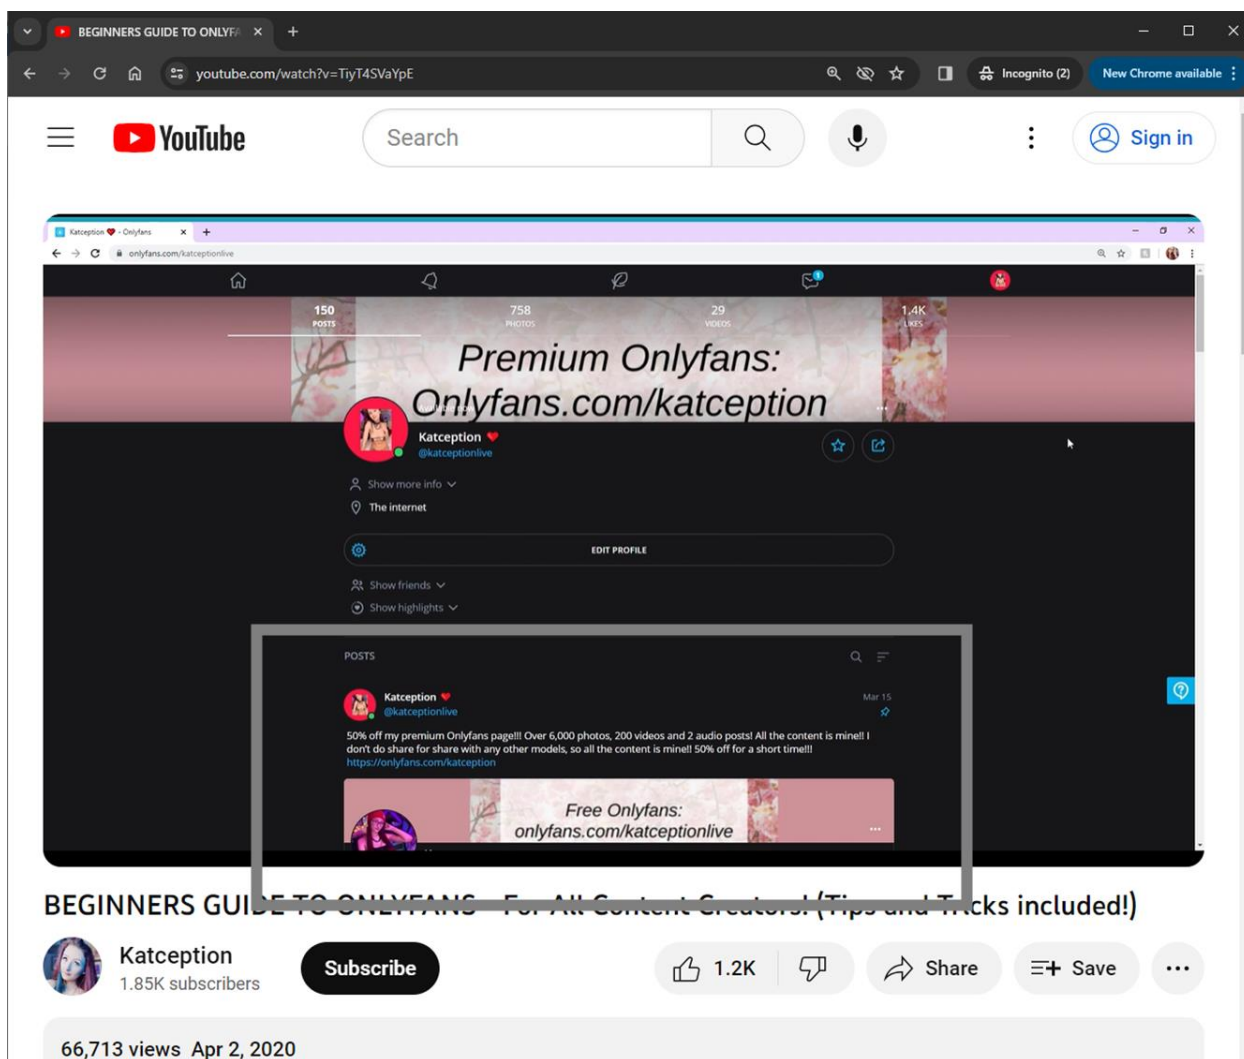 BEGINNERS GUIDE TO ONLYFA
youtube.com/watch?v=TiyT4SVaYpE
Incognito (2)
New Chrome available
YouTube
Search
Sign in
Katception ❤ - Onlyfans
onlyfans.com/katceptionlive
1
150 758 29 1.4K
POSTS PHOTOS VIDEOS LIKES
Premium Onlyfans:
Onlyfans.com/katception
Available now
Katception ❤
@katceptionlive
Show more info
The internet
EDIT PROFILE
Show friends
Show highlights
POSTS
Katception ❤ Mar 15
@katceptionlive
50% off my premium Onlyfans page!!! Over 6,000 photos, 200 videos and 2 audio posts! All the content is mine!! I
don't do share for share with any other models, so all the content is mine!! 50% off for a short time!!!
https://onlyfans.com/katception
Free Onlyfans:
onlyfans.com/katceptionlive
BEGINNERS GUIDE TO ONLYFANS - For All Content Creators! (Tips and Tricks included!)
Katception
1.85K subscribers
Subscribe
1.2K
Share
Save
66,713 views Apr 2, 2020